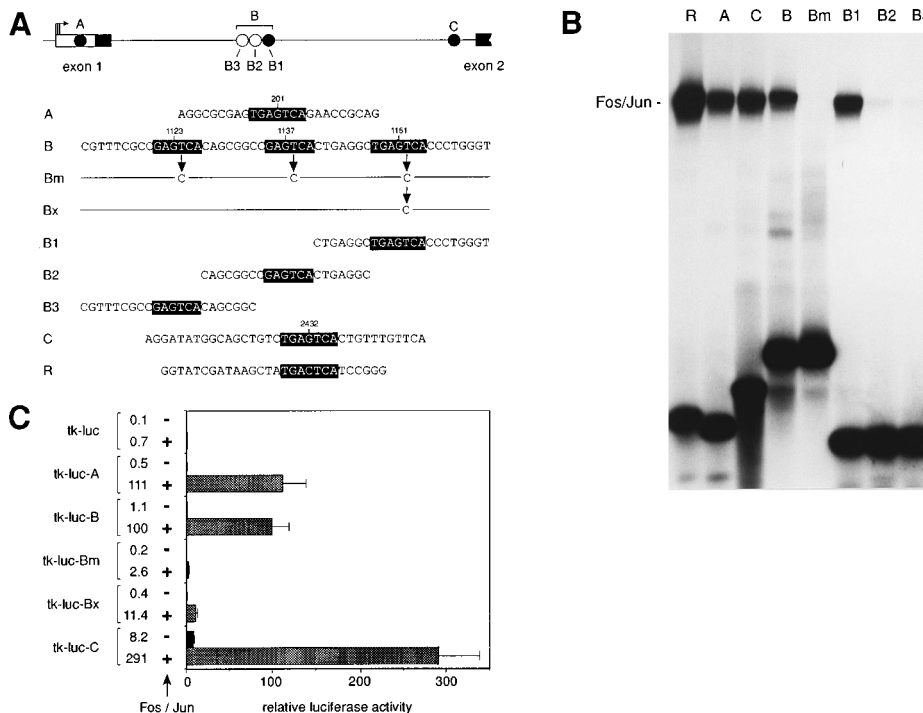 A
A
B
C
B3
B2
B1
exon 1
exon 2
201
A AGGCGCGAGTGAGTCAGAACCGCAG
1123 1137 1151
B CGTTTCGCCGAGTCACAGCGGCCGAGTCACTGAGGCTGAGTCACCCTGGGT
Bm C C C
Bx C
B1 CTGAGGCTGAGTCACCCTGGGT
B2 CAGCGGCCGAGTCACTGAGGC
B3 CGTTTCGCCGAGTCACAGCGGC
2432
C AGGATATGGCAGCTGTCTGAGTCACTGTTTGTTCA
R GGTATCGATAAGCTATGACTCATCCGGG
B
R A C B Bm B1 B2 B
Fos/Jun -
C
tk-luc 0.1 -
0.7 +
tk-luc-A 0.5 -
111 +
tk-luc-B 1.1 -
100 +
tk-luc-Bm 0.2 -
2.6 +
tk-luc-Bx 0.4 -
11.4 +
tk-luc-C 8.2 -
291 +
0 100 200 300
Fos / Jun
relative luciferase activity